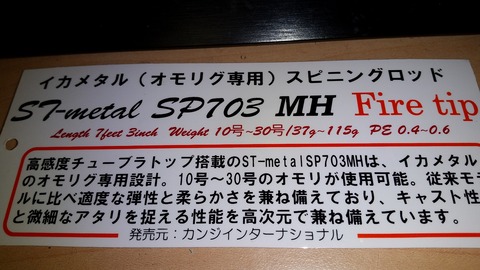 イカメタル（オモリグ専用）スピニングロッド
ST-metal SP703 MH Fire tip
Length 7feet 3inch Weight 10号~30号/37g~115g PE 0.4~0.6
高感度チューブラトップ搭載のST-metalSP703MHは、イカメタル
のオモリグ専用設計。10号～30号のオモリが使用可能。従来モデ
ルに比べ適度な弾性と柔らかさを兼ね備えており、キャスト性
と微細なアタリを捉える性能を高次元で兼ね備えています。
発売元：カンジインターナショナル